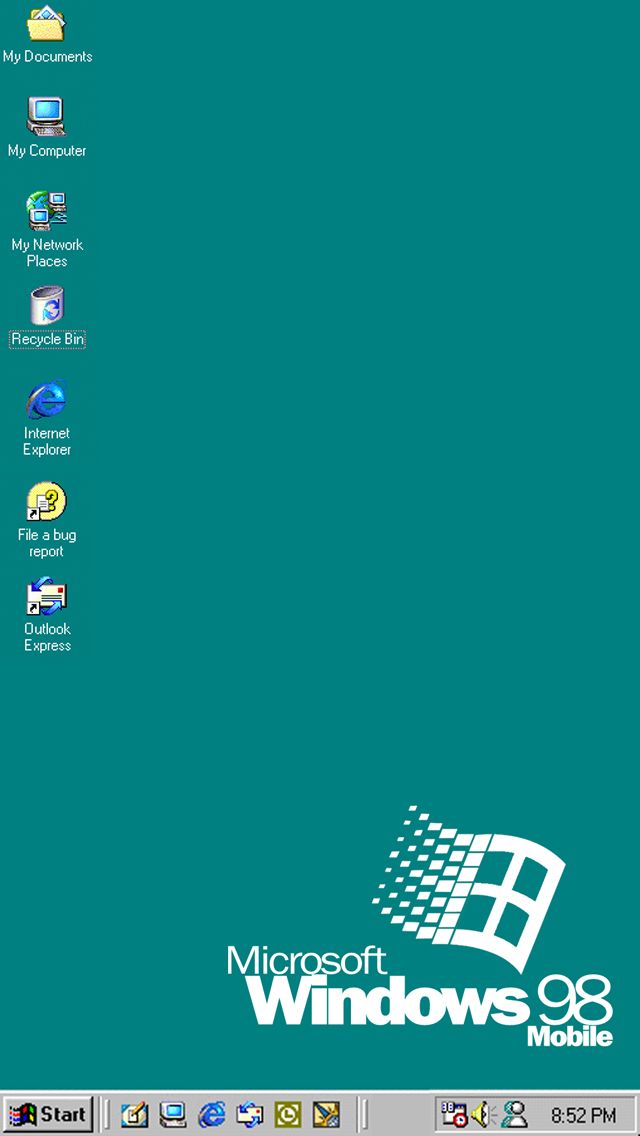 My Documents
My Computer
My Network
Places
Recycle Bin
Internet
Explorer
File a bug
report
Outlook
Express
Microsoft
Windows 98
Mobile
Start
8:52 PM